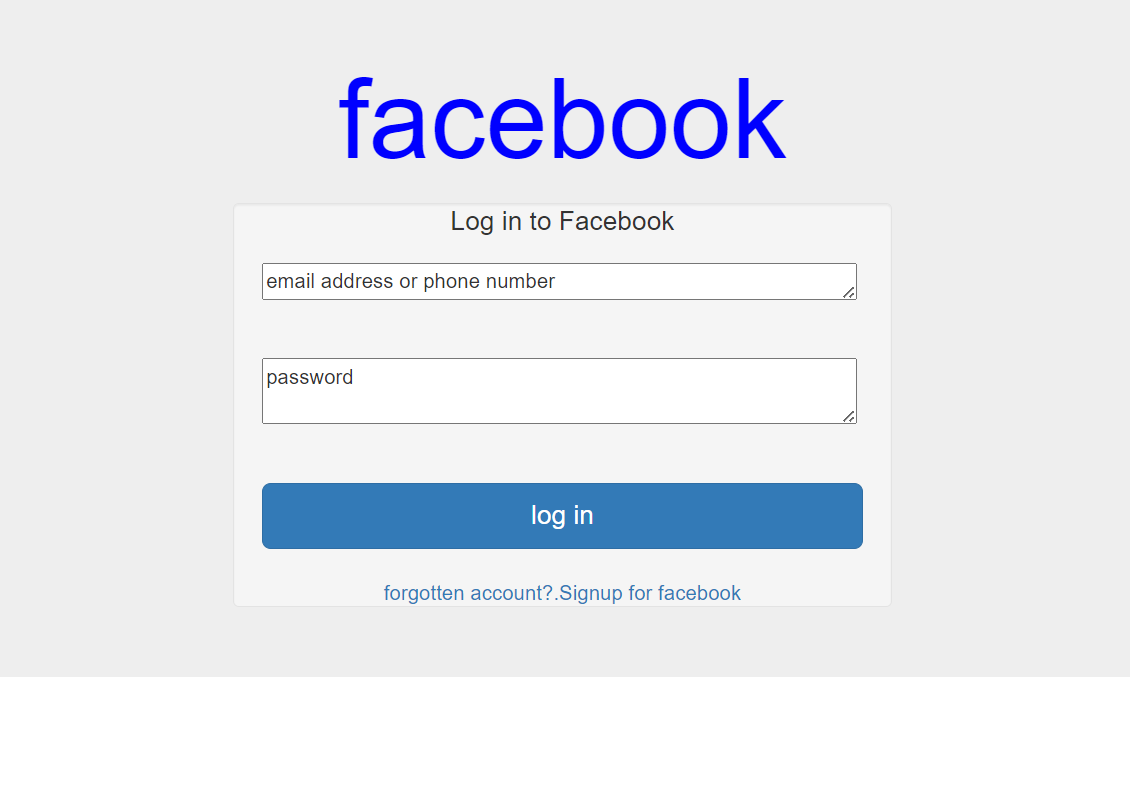 facebook
Log in to Facebook
email address or phone number
password
log in
forgotten account?.Signup for facebook